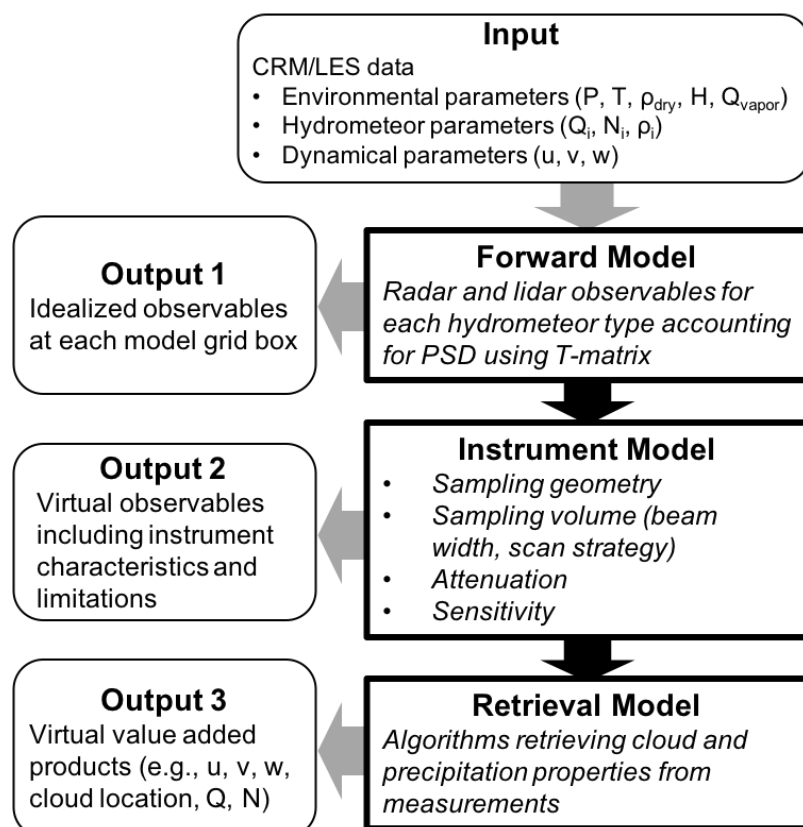 Input
CRM/LES data
• Environmental parameters (P, T, ρdry, H, Qvapor)
• Hydrometeor parameters (Qi, Ni, ρi)
• Dynamical parameters (u, v, w)
Output 1
Idealized observables
at each model grid box
Forward Model
Radar and lidar observables for
each hydrometeor type accounting
for PSD using T-matrix
Output 2
Virtual observables
including instrument
characteristics and
limitations
Instrument Model
• Sampling geometry
• Sampling volume (beam
width, scan strategy)
• Attenuation
• Sensitivity
Output 3
Virtual value added
products (e.g., u, v, w,
cloud location, Q, N)
Retrieval Model
Algorithms retrieving cloud and
precipitation properties from
measurements